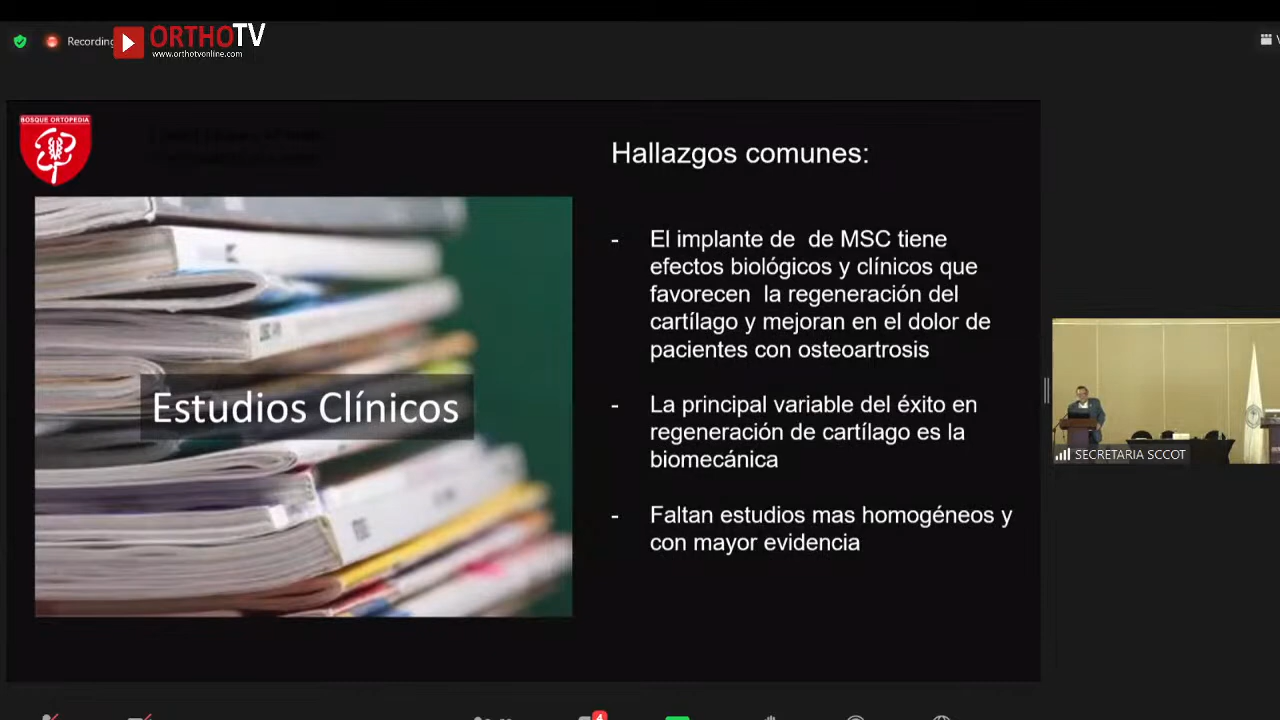 Recording
ORTHOTV
www.orthotvonline.com
BOSQUE ORTOPEDIA
Hallazgos comunes:
- El implante de de MSC tiene
efectos biológicos y clínicos que
favorecen la regeneración del
cartílago y mejoran en el dolor de
pacientes con osteoartrosis
Estudios Clínicos
- La principal variable del éxito en
regeneración de cartílago es la
biomecánica
- Faltan estudios mas homogéneos y
con mayor evidencia
SECRETARIA SCCOT
4